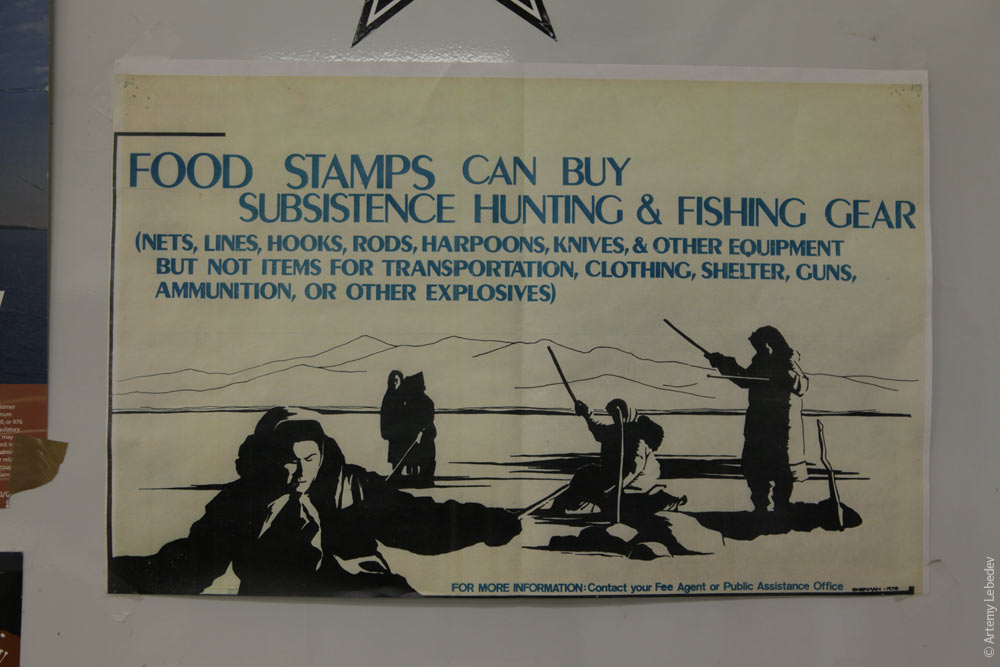 FOOD STAMPS CAN BUY
SUBSISTENCE HUNTING & FISHING GEAR
(NETS, LINES, HOOKS, RODS, HARPOONS, KNIVES, & OTHER EQUIPMENT
BUT NOT ITEMS FOR TRANSPORTATION, CLOTHING, SHELTER, GUNS,
AMMUNITION, OR OTHER EXPLOSIVES)
FOR MORE INFORMATION: Contact your Fee Agent or Public Assistance Office
© Artemy Lebedev